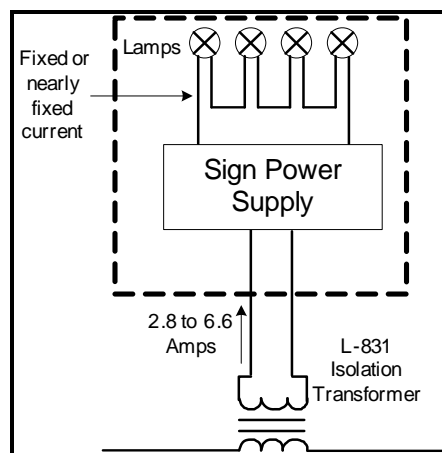 Lamps
Fixed or
nearly
fixed
current
Sign Power
Supply
2.8 to 6.6
Amps
L-831
Isolation
Transformer